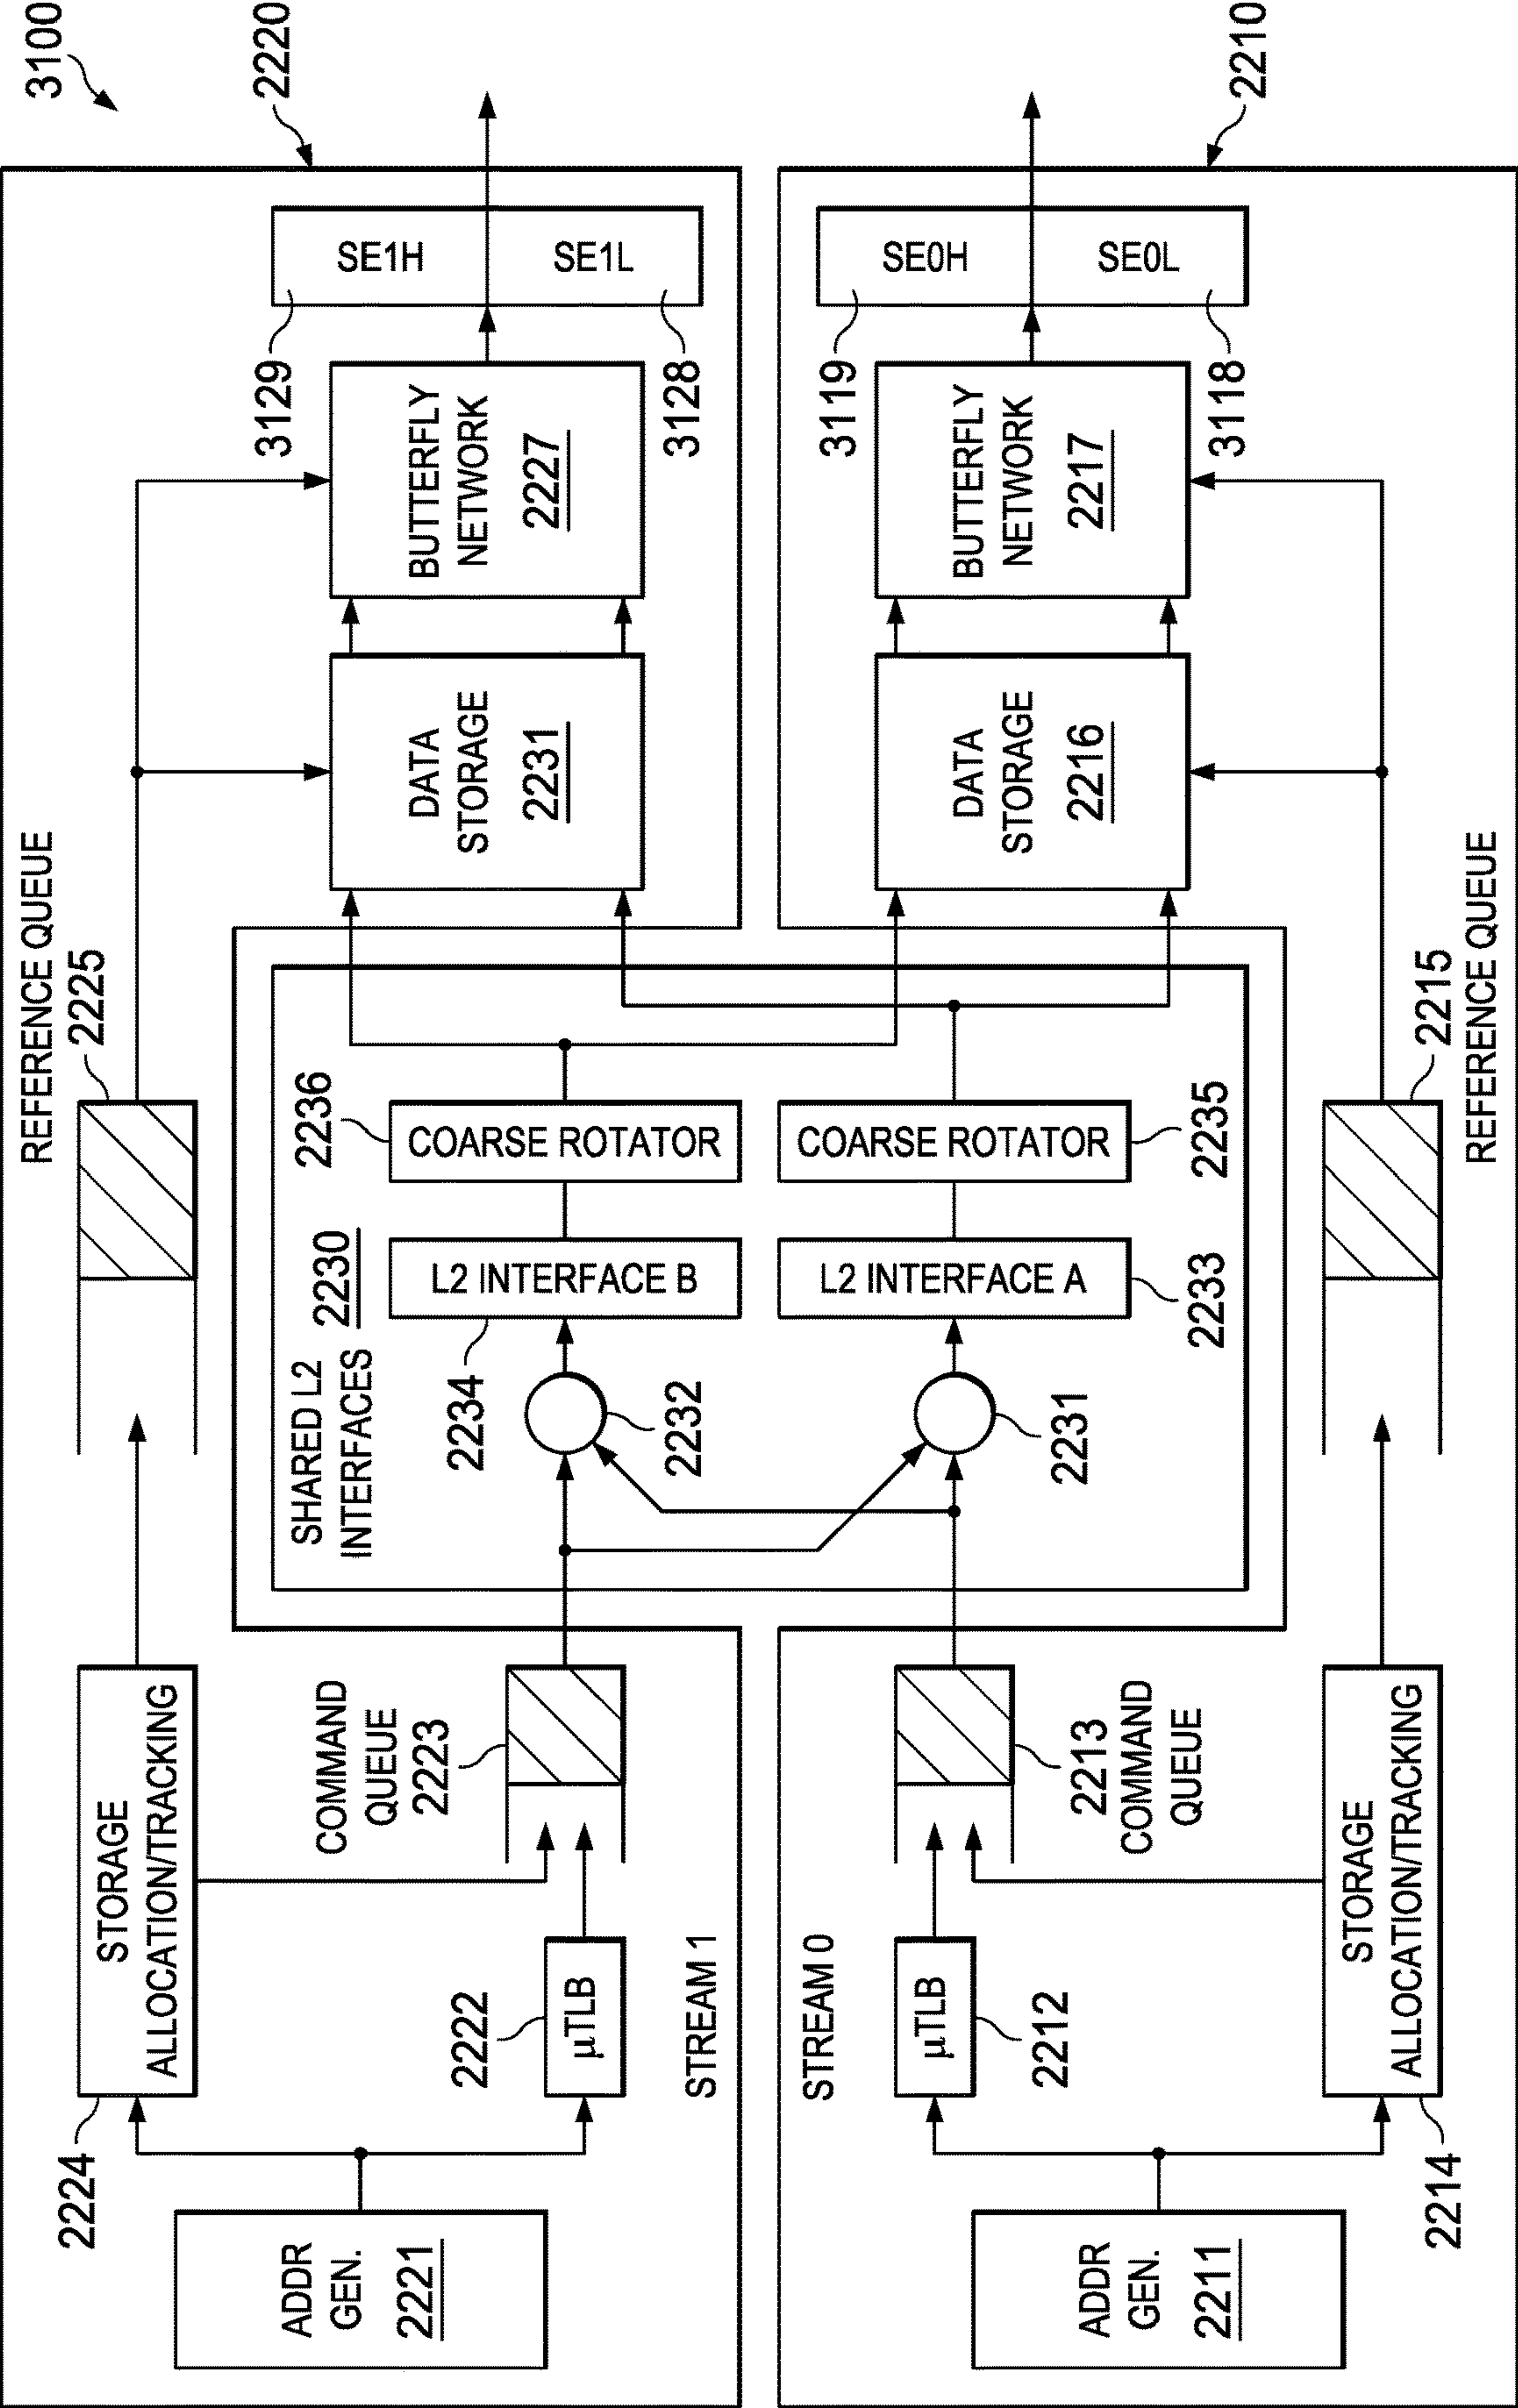 3100
2220
2210
SE1H
SE1L
SE0H
SE0L
3129
3128
3119
3118
BUTTERFLY
NETWORK
2227
BUTTERFLY
NETWORK
2217
DATA
STORAGE
2231
DATA
STORAGE
2216
REFERENCE QUEUE
2225
2215
REFERENCE QUEUE
2236
COARSE ROTATOR
COARSE ROTATOR
2235
SHARED L2
INTERFACES
2230
L2 INTERFACE B
L2 INTERFACE A
2233
2234
2232
2231
COMMAND
QUEUE
2223
2213
COMMAND
QUEUE
STORAGE
ALLOCATION/TRACKING
STORAGE
ALLOCATION/TRACKING
2222
μTLB
STREAM 1
STREAM 0
μTLB
2212
2224
2214
ADDR
GEN.
2221
ADDR
GEN.
2211